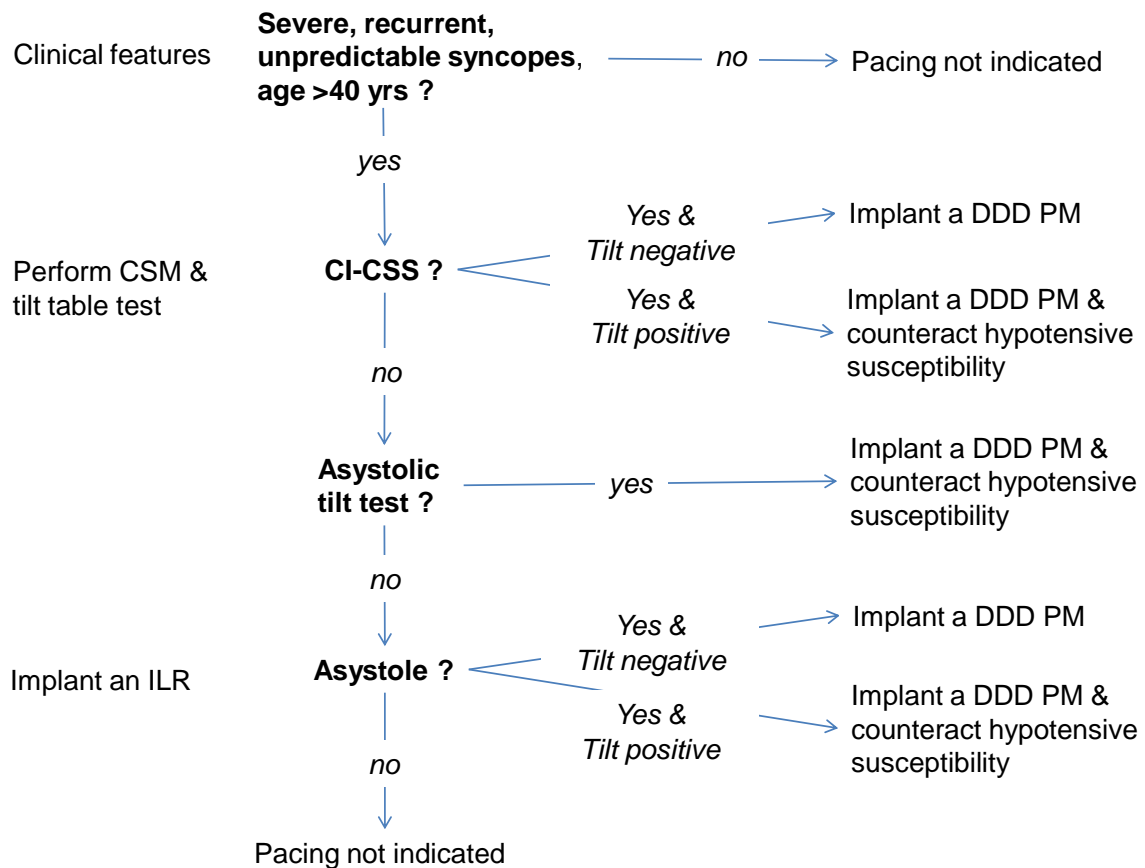 Clinical features
Severe, recurrent,
unpredictable syncopes,
age >40 yrs ?
no
Pacing not indicated
yes
Perform CSM &
tilt table test
CI-CSS ?
Yes &
Tilt negative
Implant a DDD PM
Yes &
Tilt positive
Implant a DDD PM &
counteract hypotensive
susceptibility
no
Asystolic
tilt test ?
yes
Implant a DDD PM &
counteract hypotensive
susceptibility
no
Implant an ILR
Asystole ?
Yes &
Tilt negative
Implant a DDD PM
Yes &
Tilt positive
Implant a DDD PM &
counteract hypotensive
susceptibility
no
Pacing not indicated